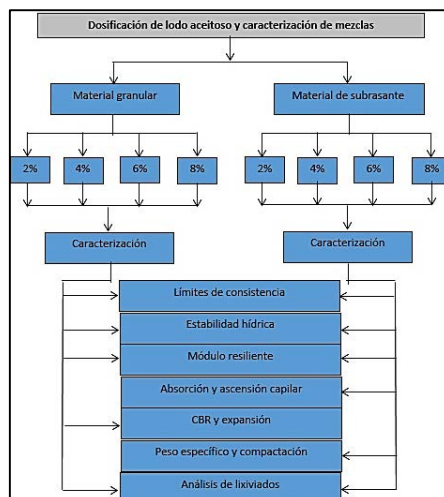 Dosificación de lodo aceitoso y caracterización de mezclas
Material granular
Material de subrasante
2%
4%
6%
8%
2%
4%
6%
8%
Caracterización
Caracterización
Límites de consistencia
Estabilidad hídrica
Módulo resiliente
Absorción y ascensión capilar
CBR y expansión
Peso específico y compactación
Análisis de lixiviados